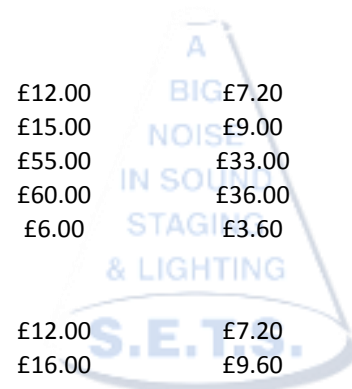 A
£12.00 BIG £7.20
£15.00 NOISE £9.00
£55.00 £33.00
£60.00 IN SOUND £36.00
£6.00 STAGING £3.60
& LIGHTING
£12.00 S.E.T.S. £7.20
£16.00 £9.60